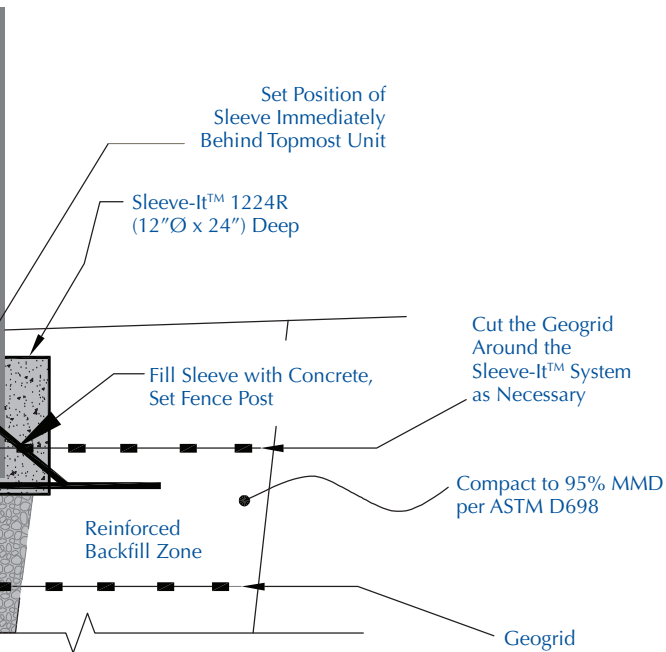 Set Position of
Sleeve Immediately
Behind Topmost Unit
Sleeve-It™ 1224R
(12”Ø x 24”) Deep
Cut the Geogrid
Around the
Sleeve-It™ System
as Necessary
Fill Sleeve with Concrete,
Set Fence Post
Compact to 95% MMD
per ASTM D698
Reinforced
Backfill Zone
Geogrid